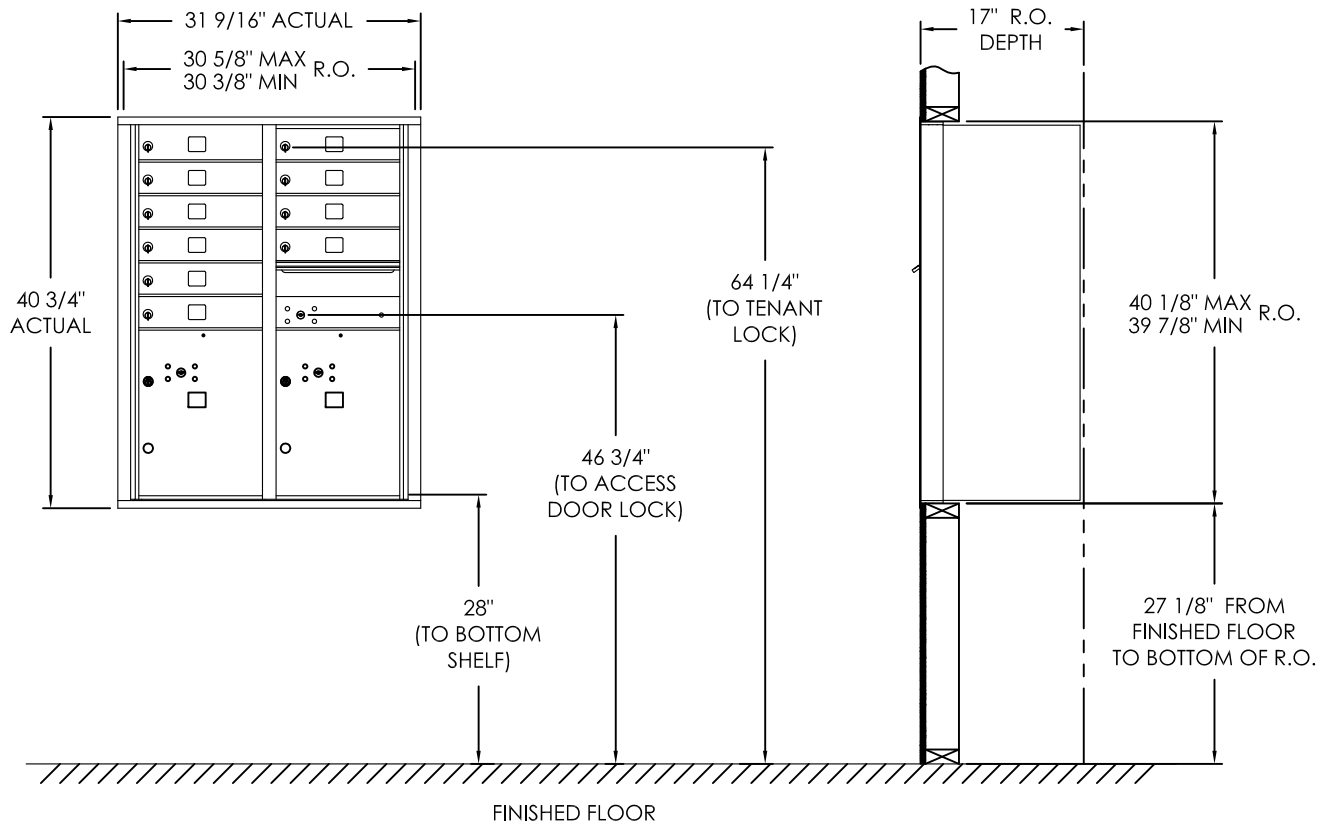 31 9/16" ACTUAL
30 5/8" MAX
30 3/8" MIN
R.O.
17" R.O.
DEPTH
40 3/4"
ACTUAL
64 1/4"
(TO TENANT
LOCK)
40 1/8" MAX
39 7/8" MIN
R.O.
46 3/4"
(TO ACCESS
DOOR LOCK)
28"
(TO BOTTOM
SHELF)
27 1/8" FROM
FINISHED FLOOR
TO BOTTOM OF R.O.
FINISHED FLOOR